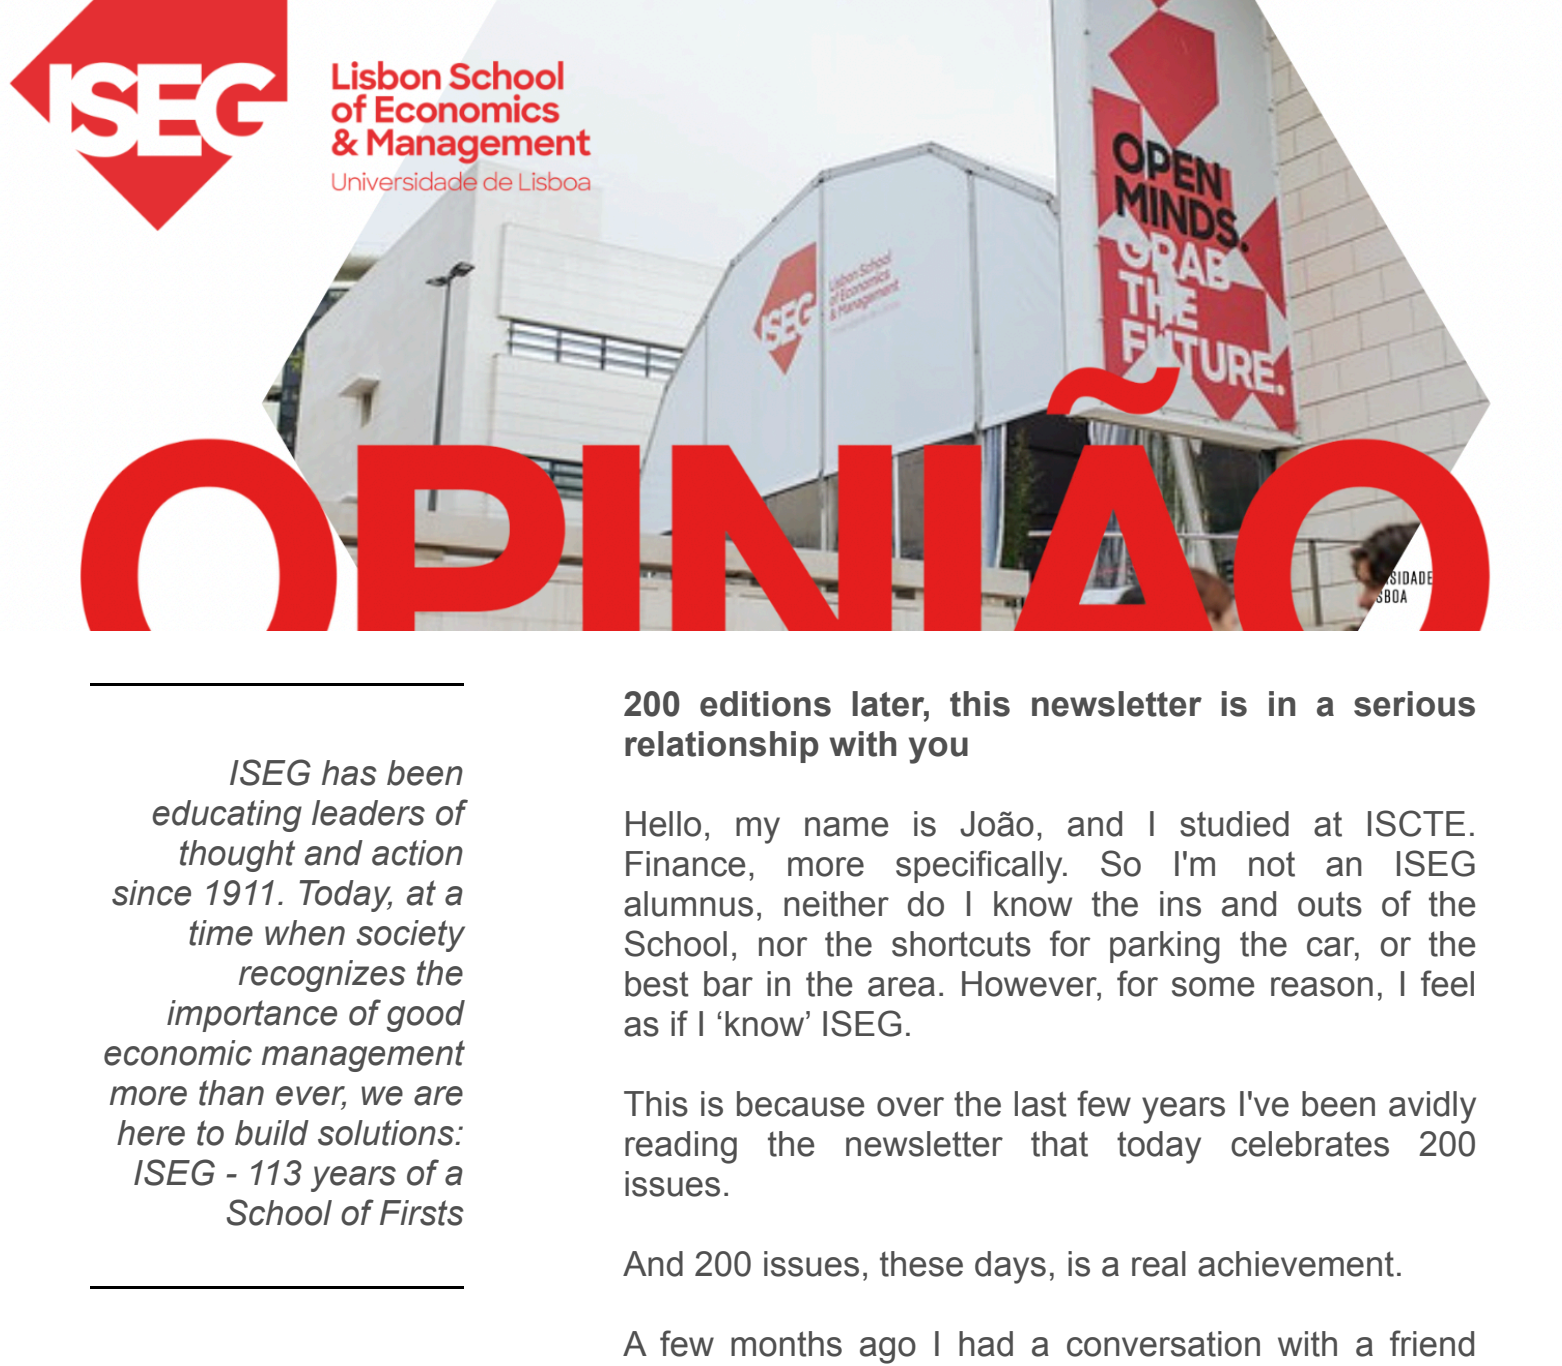 ISEG
Lisbon School
of Economics
& Management
Universidade de Lisboa
OPEN
MINDS.
GRAB
THE
FUTURE.
ISEG
Lisbon School
of Economics
& Management
OPINIÃO
200 editions later, this newsletter is in a serious
relationship with you
ISEG has been
educating leaders of
thought and action
since 1911. Today, at a
time when society
recognizes the
importance of good
economic management
more than ever, we are
here to build solutions:
ISEG - 113 years of a
School of Firsts
Hello, my name is João, and I studied at ISCTE.
Finance, more specifically. So I'm not an ISEG
alumnus, neither do I know the ins and outs of the
School, nor the shortcuts for parking the car, or the
best bar in the area. However, for some reason, I feel
as if I ‘know’ ISEG.
This is because over the last few years I've been avidly
reading the newsletter that today celebrates 200
issues.
And 200 issues, these days, is a real achievement.
A few months ago I had a conversation with a friend